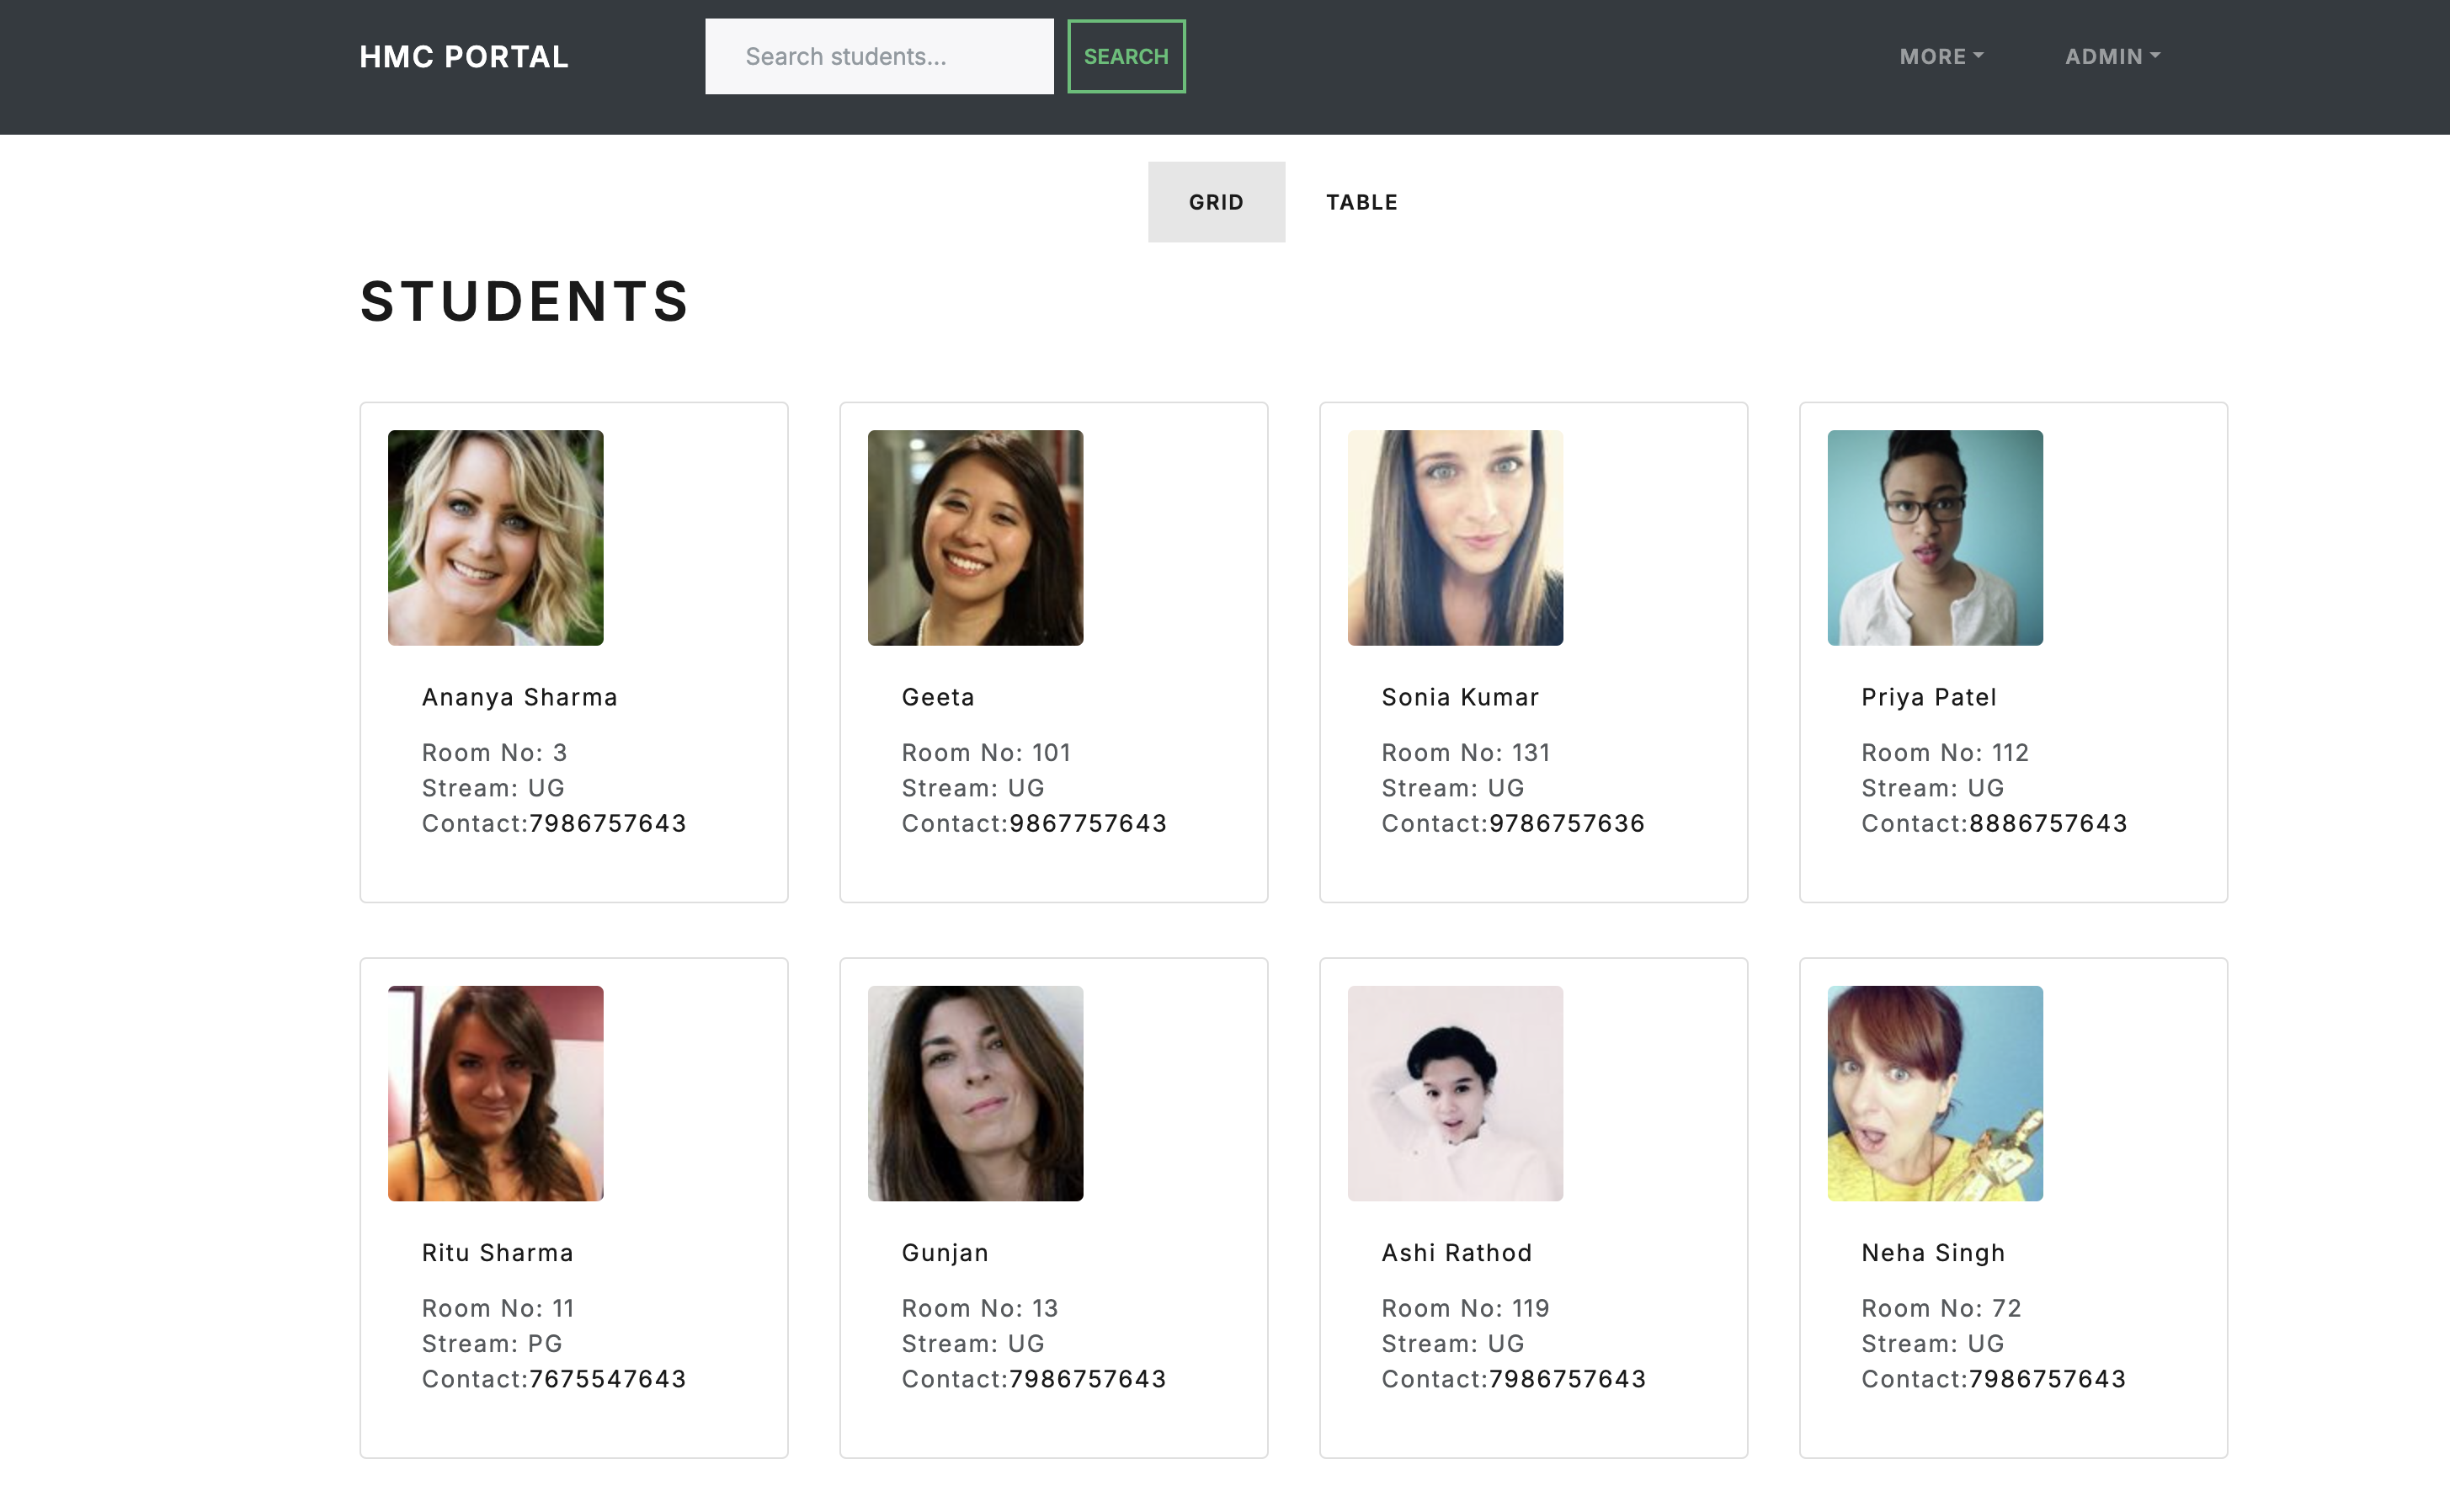 HMC PORTAL
Search students...
SEARCH
MORE
ADMIN
GRID
TABLE
STUDENTS
Ananya Sharma
Room No: 3
Stream: UG
Contact:7986757643
Geeta
Room No: 101
Stream: UG
Contact:9867757643
Sonia Kumar
Room No: 131
Stream: UG
Contact:9786757636
Priya Patel
Room No: 112
Stream: UG
Contact:8886757643
Ritu Sharma
Room No: 11
Stream: PG
Contact:7675547643
Gunjan
Room No: 13
Stream: UG
Contact:7986757643
Ashi Rathod
Room No: 119
Stream: UG
Contact:7986757643
Neha Singh
Room No: 72
Stream: UG
Contact:7986757643